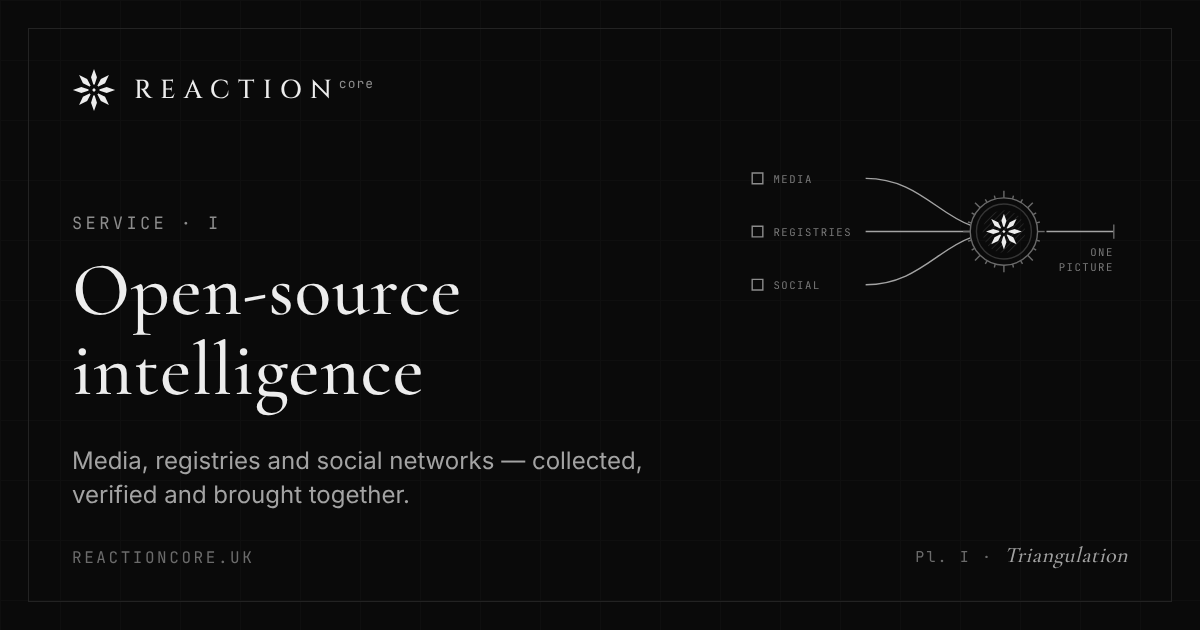 REACTION core
SERVICE · I
Open-source
intelligence
Media, registries and social networks — collected,
verified and brought together.
MEDIA
REGISTRIES
SOCIAL
ONE
PICTURE
REACTIONCORE.UK
Pl. I · Triangulation